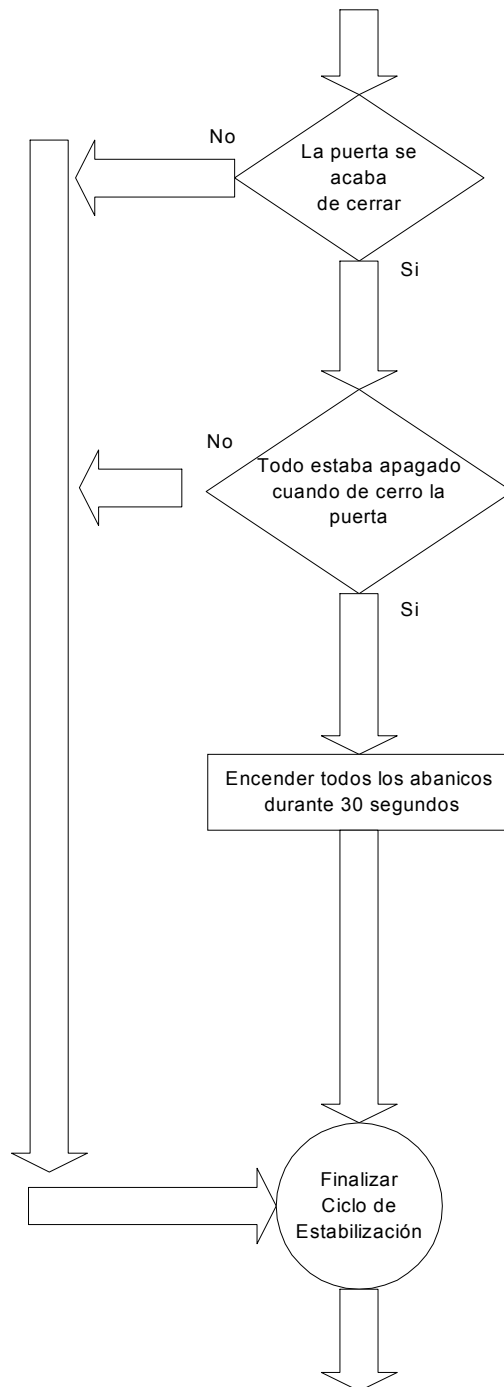 No
La puerta se
acaba
de cerrar
Si
No
Todo estaba apagado
cuando de cerro la
puerta
Si
Encender todos los abanicos
durante 30 segundos
Finalizar
Ciclo de
Estabilización